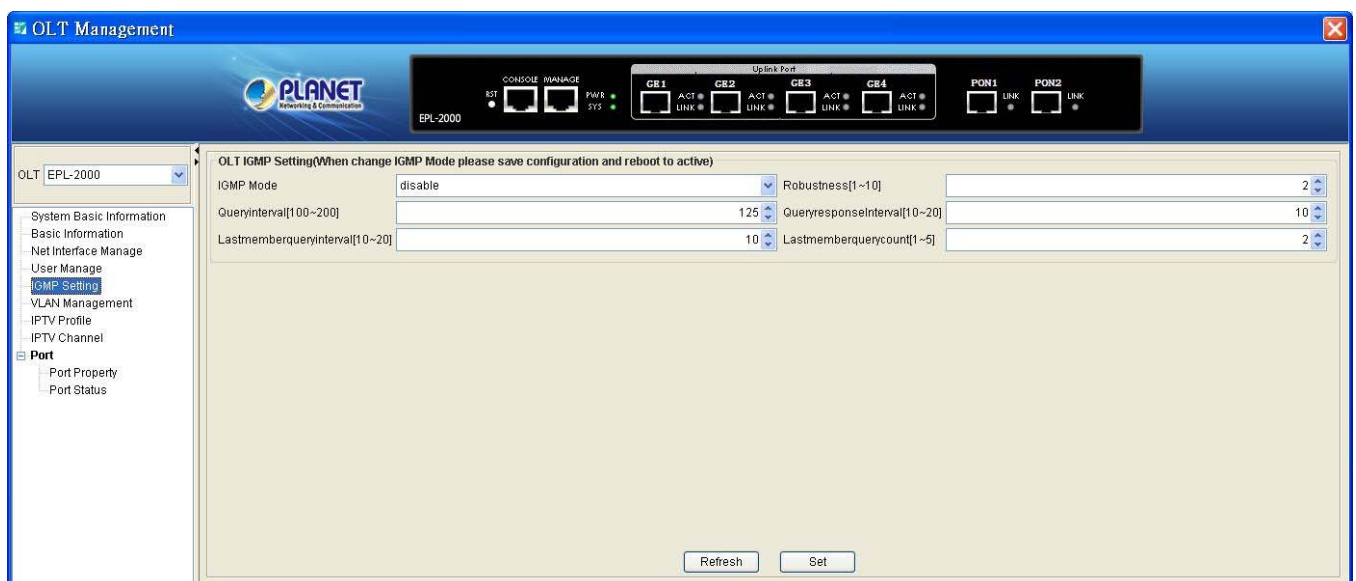 OLT Management
PLANET
Networking & Communication
EPL-2000
RST
CONSOLE MANAGE
PWR
SYS
Uplink Port
GE1 GE2 GE3 GE4
ACT ACT ACT ACT
LINK LINK LINK LINK
PON1 PON2
LINK LINK
OLT EPL-2000
System Basic Information
Basic Information
Net Interface Manage
User Manage
IGMP Setting
VLAN Management
IPTV Profile
IPTV Channel
Port
Port Property
Port Status
OLT IGMP Setting(When change IGMP Mode please save configuration and reboot to active)
IGMP Mode disable Robustness[1~10] 2
Queryinterval[100~200] 125 QueryresponseInterval[10~20] 10
Lastmemberqueryinterval[10~20] 10 Lastmemberquerycount[1~5] 2
Refresh Set